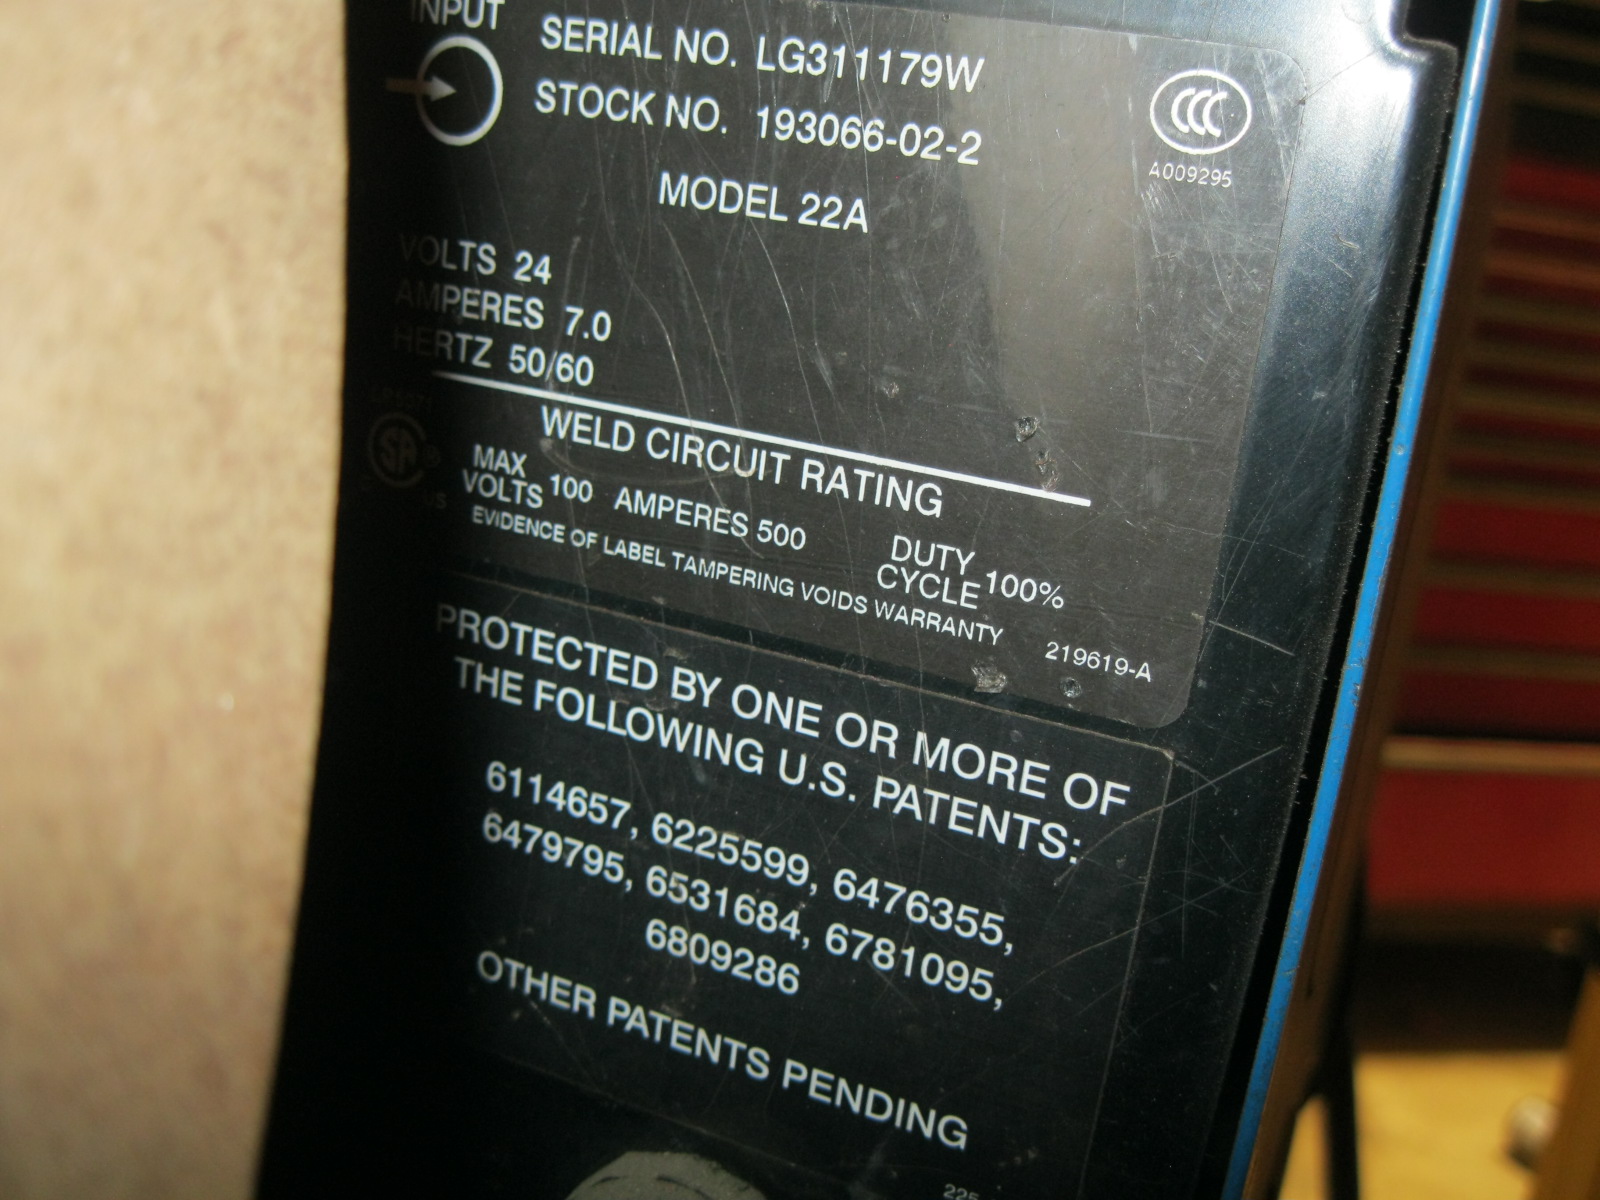 INPUT
SERIAL NO. LG311179W
STOCK NO. 193066-02-2
CCC
A009295
MODEL 22A
VOLTS 24
AMPERES 7.0
HERTZ 50/60
WELD CIRCUIT RATING
MAX VOLTS 100 AMPERES 500 DUTY CYCLE 100%
EVIDENCE OF LABEL TAMPERING VOIDS WARRANTY
219619-A
SA
US
PROTECTED BY ONE OR MORE OF
THE FOLLOWING U.S. PATENTS:
6114657, 6225599, 6476355,
6479795, 6531684, 6781095,
6809286
OTHER PATENTS PENDING